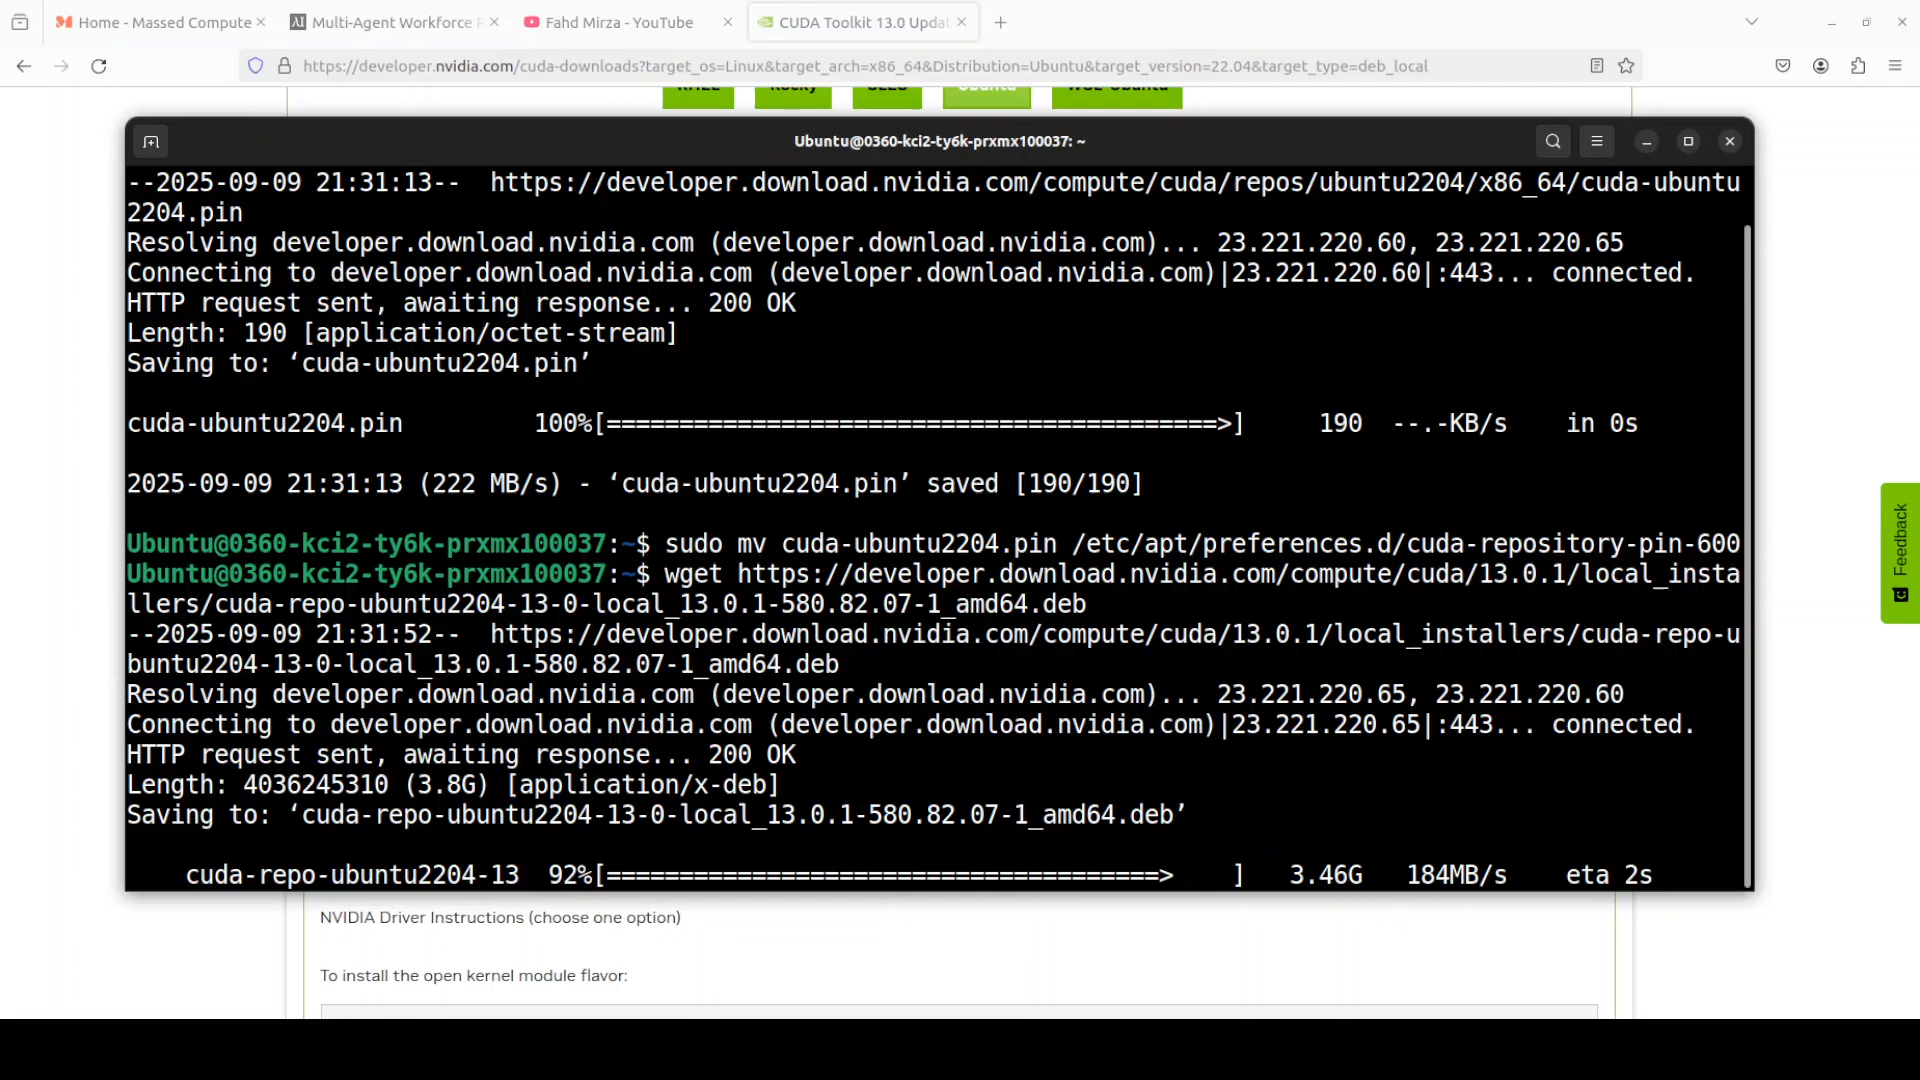 Home - Massed Compute
Multi-Agent Workforce
Fahd Mirza - YouTube
CUDA Toolkit 13.0 Updat
https://developer.nvidia.com/cuda-downloads?target_os=Linux&target_arch=x86_64&Distribution=Ubuntu&target_version=22.04&target_type=deb_local
RHEL Rocky SLES Ubuntu WSL-Ubuntu
Ubuntu@0360-kci2-ty6k-prxmx100037: ~
--2025-09-09 21:31:13--  https://developer.download.nvidia.com/compute/cuda/repos/ubuntu2204/x86_64/cuda-ubuntu
2204.pin
Resolving developer.download.nvidia.com (developer.download.nvidia.com)... 23.221.220.60, 23.221.220.65
Connecting to developer.download.nvidia.com (developer.download.nvidia.com)|23.221.220.60|:443... connected.
HTTP request sent, awaiting response... 200 OK
Length: 190 [application/octet-stream]
Saving to: ‘cuda-ubuntu2204.pin’
cuda-ubuntu2204.pin         100%[==========================================>]     190  --.-KB/s    in 0s
2025-09-09 21:31:13 (222 MB/s) - ‘cuda-ubuntu2204.pin’ saved [190/190]
Ubuntu@0360-kci2-ty6k-prxmx100037:~$ sudo mv cuda-ubuntu2204.pin /etc/apt/preferences.d/cuda-repository-pin-600
Ubuntu@0360-kci2-ty6k-prxmx100037:~$ wget https://developer.download.nvidia.com/compute/cuda/13.0.1/local_insta
llers/cuda-repo-ubuntu2204-13-0-local_13.0.1-580.82.07-1_amd64.deb
--2025-09-09 21:31:52--  https://developer.download.nvidia.com/compute/cuda/13.0.1/local_installers/cuda-repo-u
buntu2204-13-0-local_13.0.1-580.82.07-1_amd64.deb
Resolving developer.download.nvidia.com (developer.download.nvidia.com)... 23.221.220.65, 23.221.220.60
Connecting to developer.download.nvidia.com (developer.download.nvidia.com)|23.221.220.65|:443... connected.
HTTP request sent, awaiting response... 200 OK
Length: 4036245310 (3.8G) [application/x-deb]
Saving to: ‘cuda-repo-ubuntu2204-13-0-local_13.0.1-580.82.07-1_amd64.deb’
cuda-repo-ubuntu2204-13  92%[======================================>    ]   3.46G   184MB/s    eta 2s
Feedback
NVIDIA Driver Instructions (choose one option)
To install the open kernel module flavor: